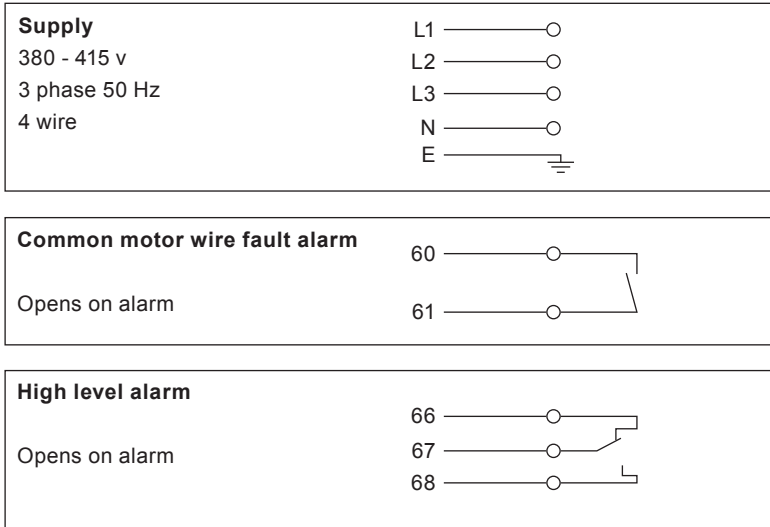 Supply
380 - 415 v
3 phase 50 Hz
4 wire
L1
L2
L3
N
E
Common motor wire fault alarm
Opens on alarm
60
61
High level alarm
Opens on alarm
66
67
68